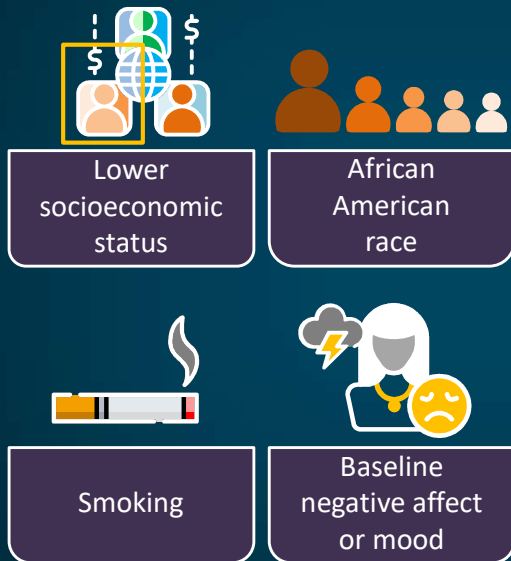 $
$
Lower
socioeconomic
status
African
American
race
Smoking
Baseline
negative affect
or mood